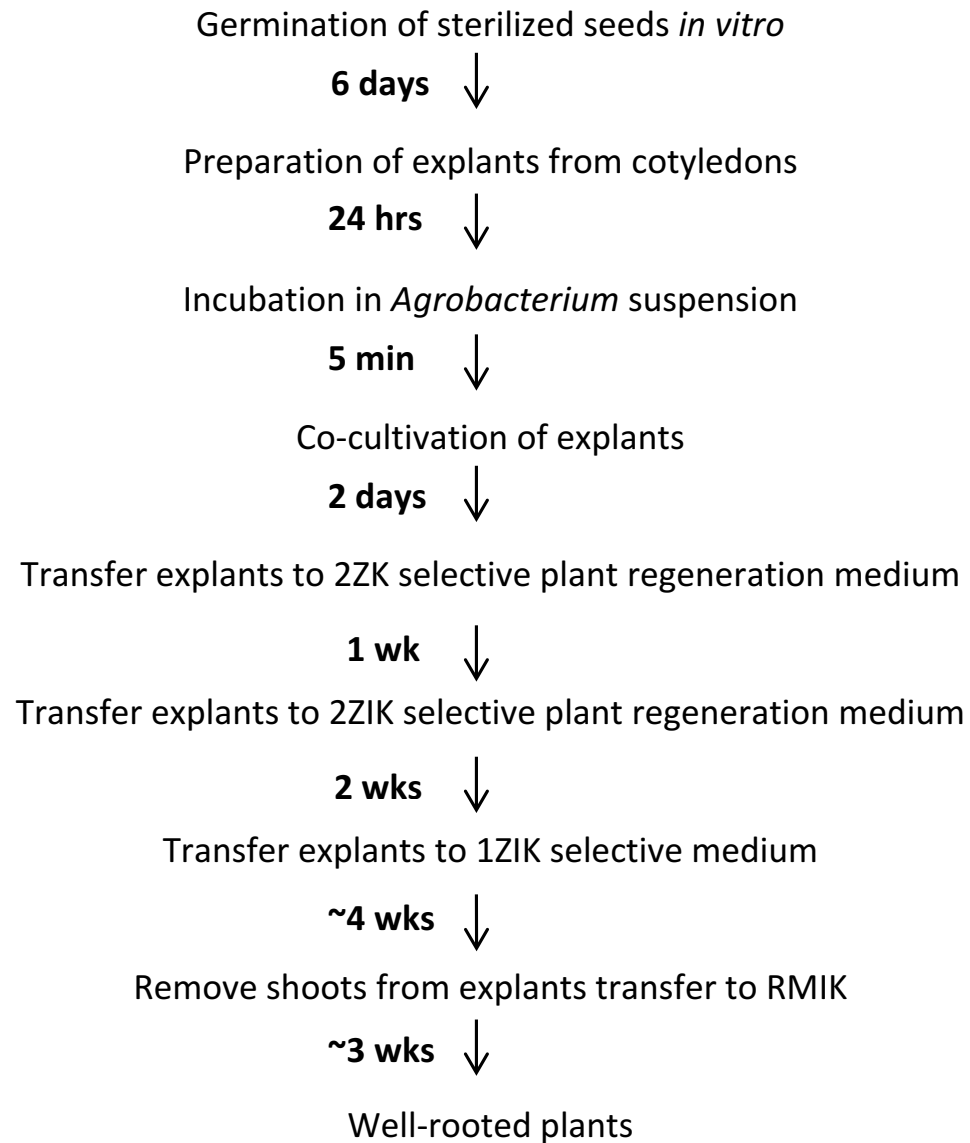 Germination of sterilized seeds in vitro
6 days
Preparation of explants from cotyledons
24 hrs
Incubation in Agrobacterium suspension
5 min
Co-cultivation of explants
2 days
Transfer explants to 2ZK selective plant regeneration medium
1 wk
Transfer explants to 2ZIK selective plant regeneration medium
2 wks
Transfer explants to 1ZIK selective medium
~4 wks
Remove shoots from explants transfer to RMIK
~3 wks
Well-rooted plants